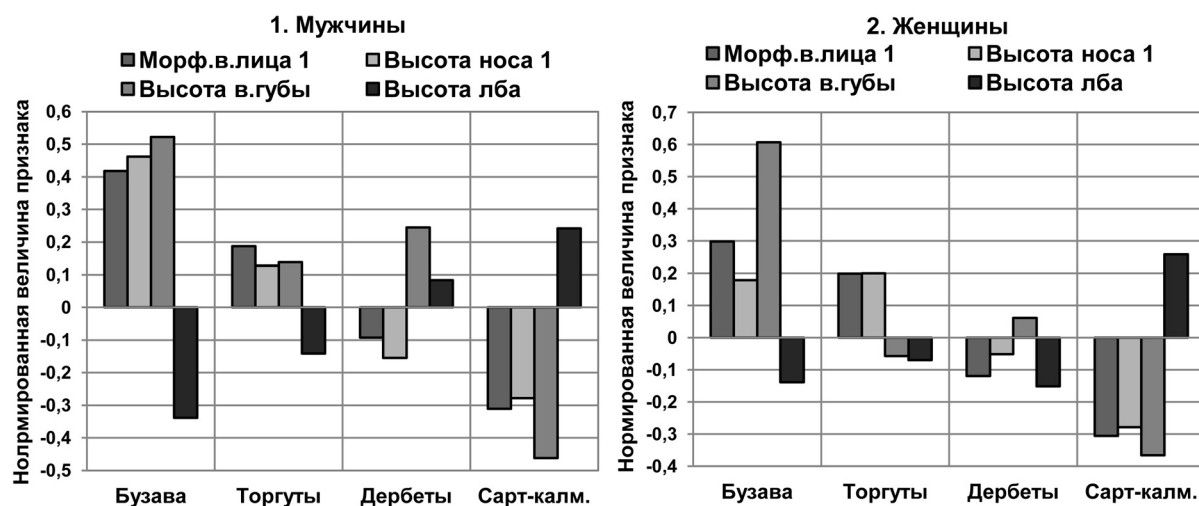 1. Мужчины
Морф.в.лица 1 Высота носа 1
Высота в.губы Высота лба
Нолрмированная величина признака
0,6
0,5
0,4
0,3
0,2
0,1
0
-0,1
-0,2
-0,3
-0,4
-0,5
Бузава Торгуты Дербеты Сарт-калм.
2. Женщины
Морф.в.лица 1 Высота носа 1
Высота в.губы Высота лба
Нормированная величина признака
0,7
0,6
0,5
0,4
0,3
0,2
0,1
0
-0,1
-0,2
-0,3
-0,4
Бузава Торгуты Дербеты Сарт-калм.